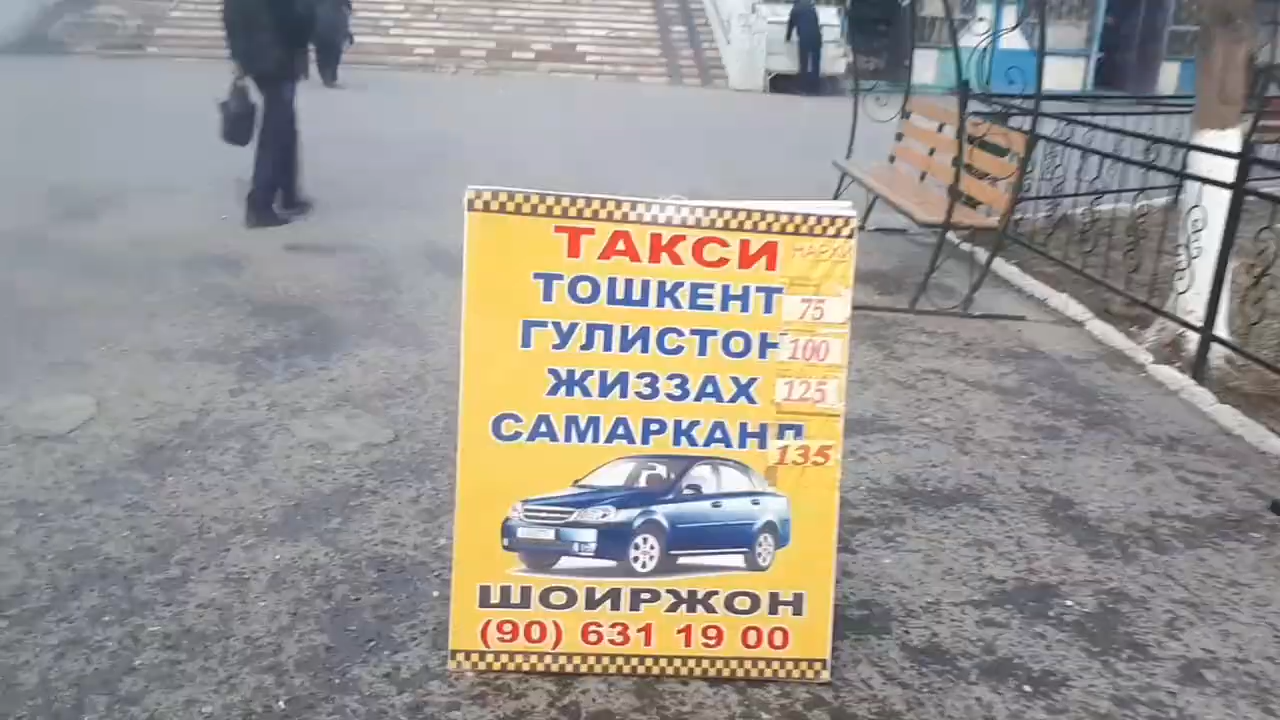 ТАКСИ НАРХИ
ТОШКЕНТ 75
ГУЛИСТОН 100
ЖИЗЗАХ 125
САМАРКАНД 135
ШОИРЖОН
(90) 631 19 00